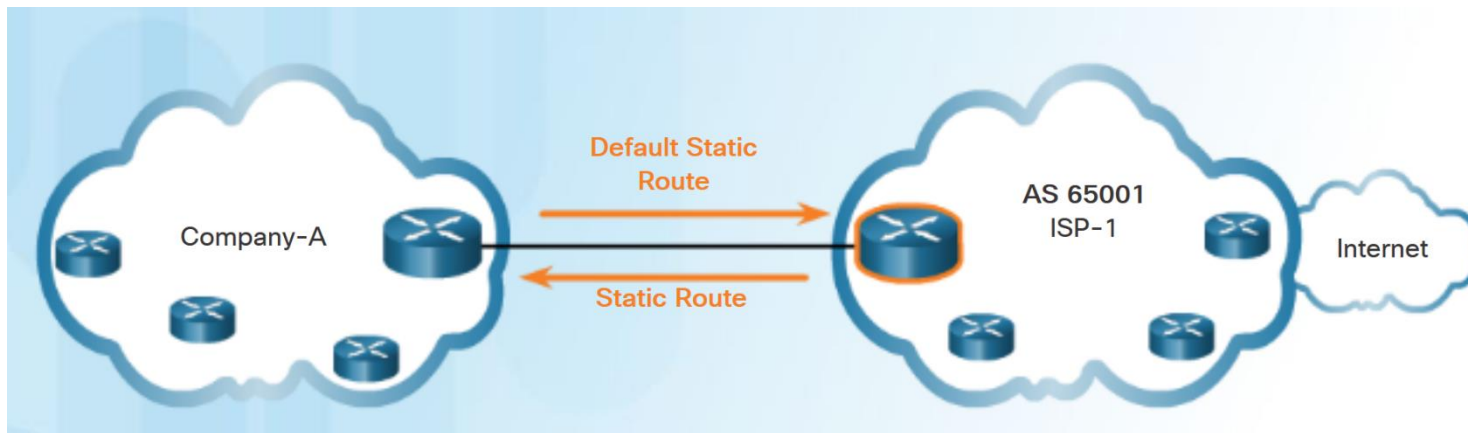 Default Static
Route
Company-A
AS 65001
ISP-1
Internet
Static Route